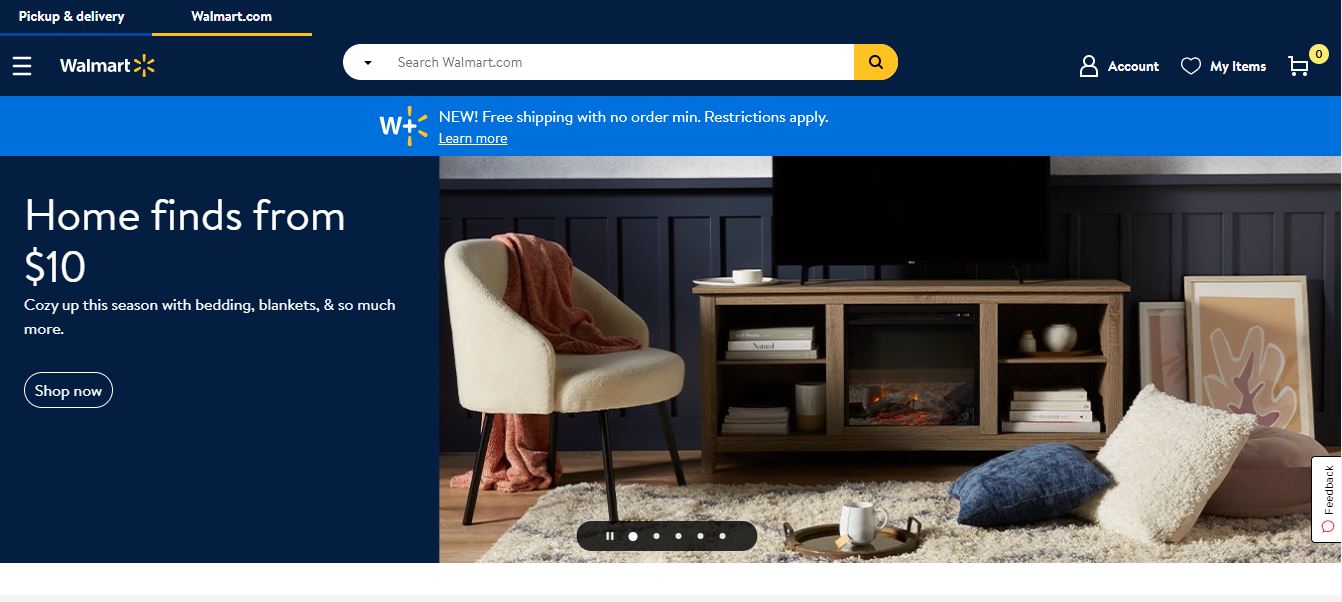 Pickup & delivery
Walmart.com
Walmart
Search Walmart.com
Account
My Items
0
W+
NEW! Free shipping with no order min. Restrictions apply.
Learn more
Home finds from
$10
Cozy up this season with bedding, blankets, & so much
more.
Shop now
Natural
Feedback